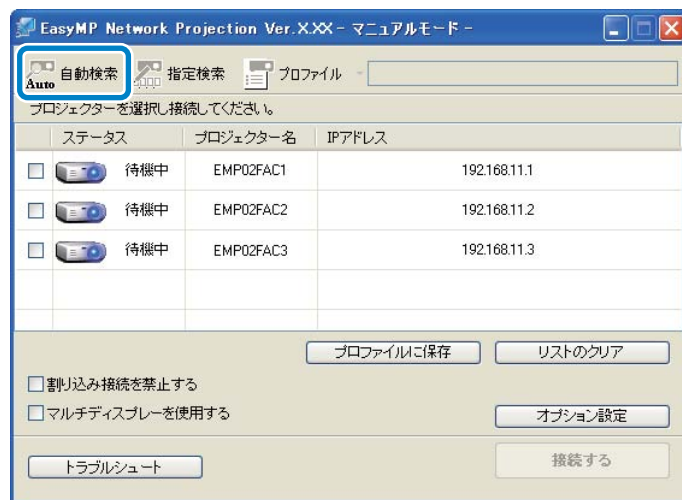 EasyMP Network Projection Ver.X.XX - マニュアルモード -
Auto 自動検索 指定検索 プロファイル
プロジェクターを選択し接続してください。
ステータス プロジェクター名 IPアドレス
待機中 EMP02FAC1 192.168.11.1
待機中 EMP02FAC2 192.168.11.2
待機中 EMP02FAC3 192.168.11.3
プロファイルに保存 リストのクリア
割り込み接続を禁止する
マルチディスプレーを使用する オプション設定
トラブルシュート 接続する